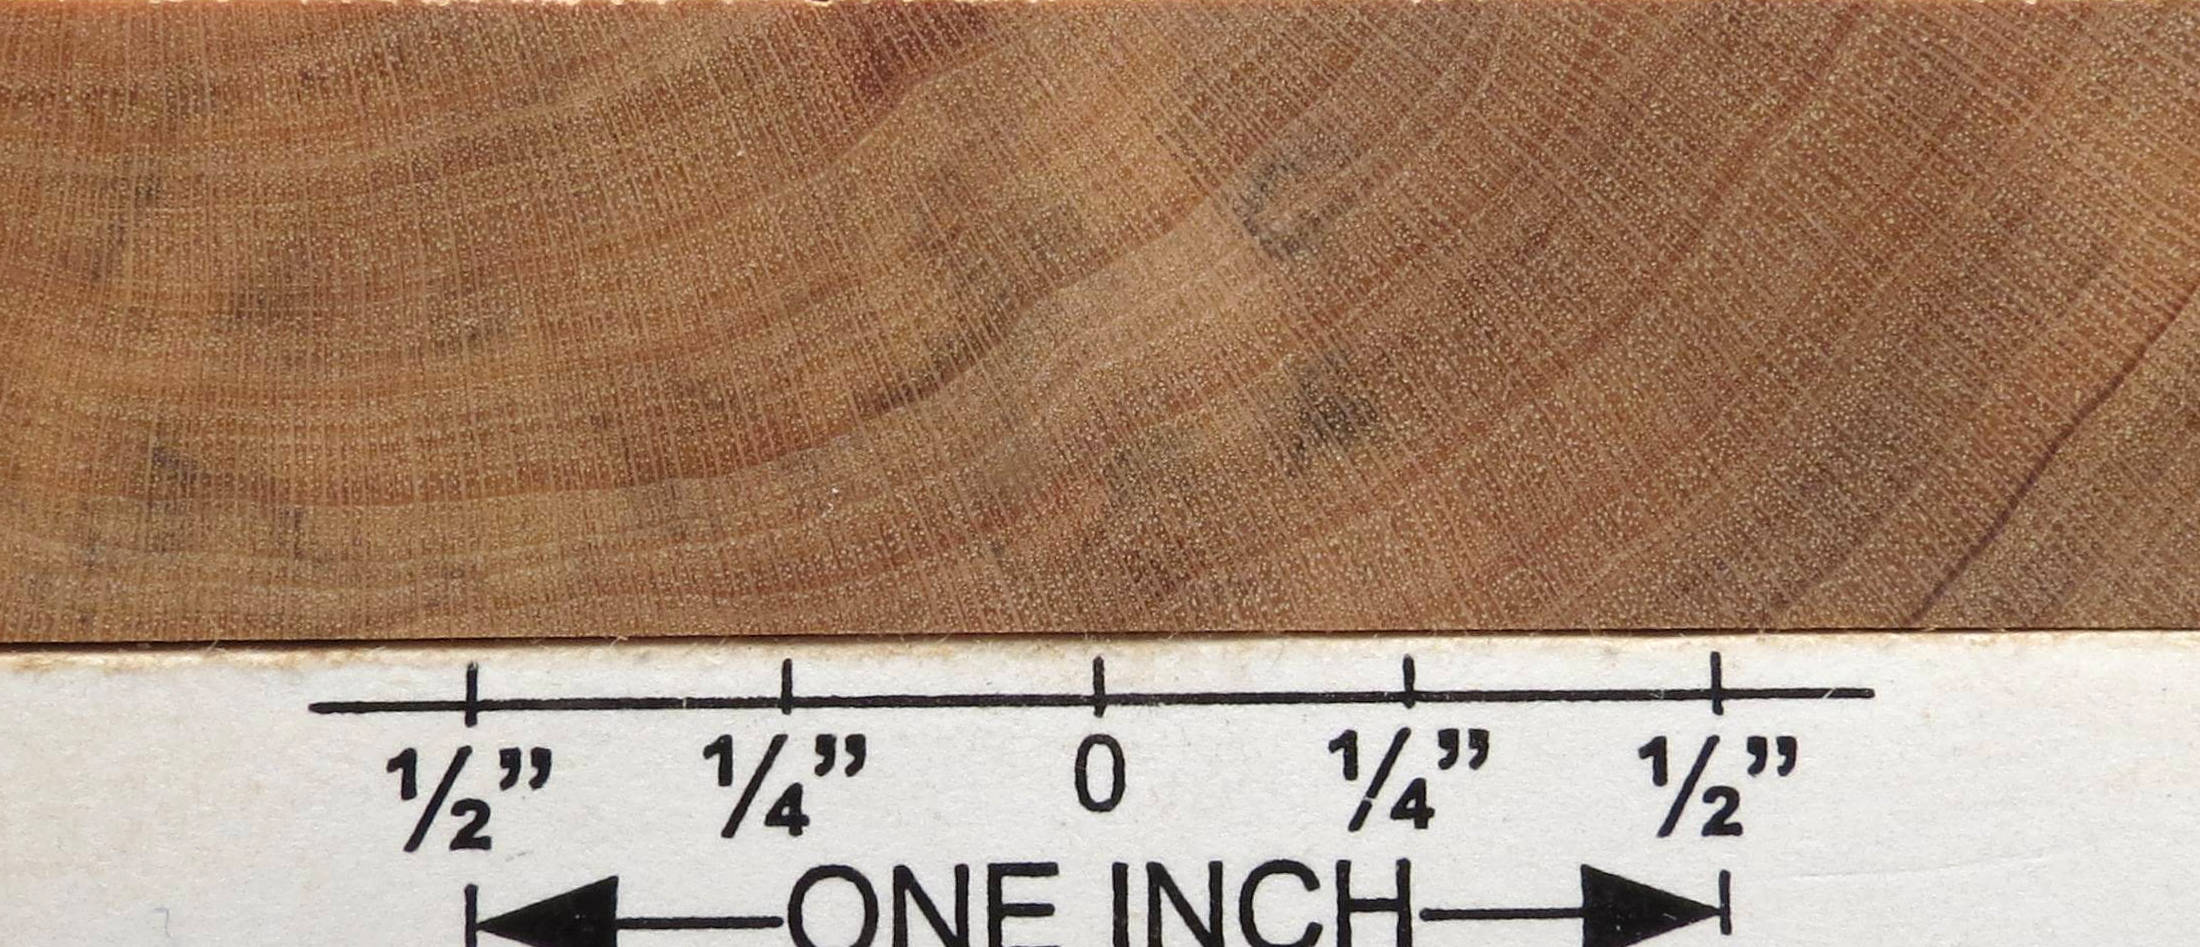 ½” ¼” 0 ¼” ½”
ONE INCH